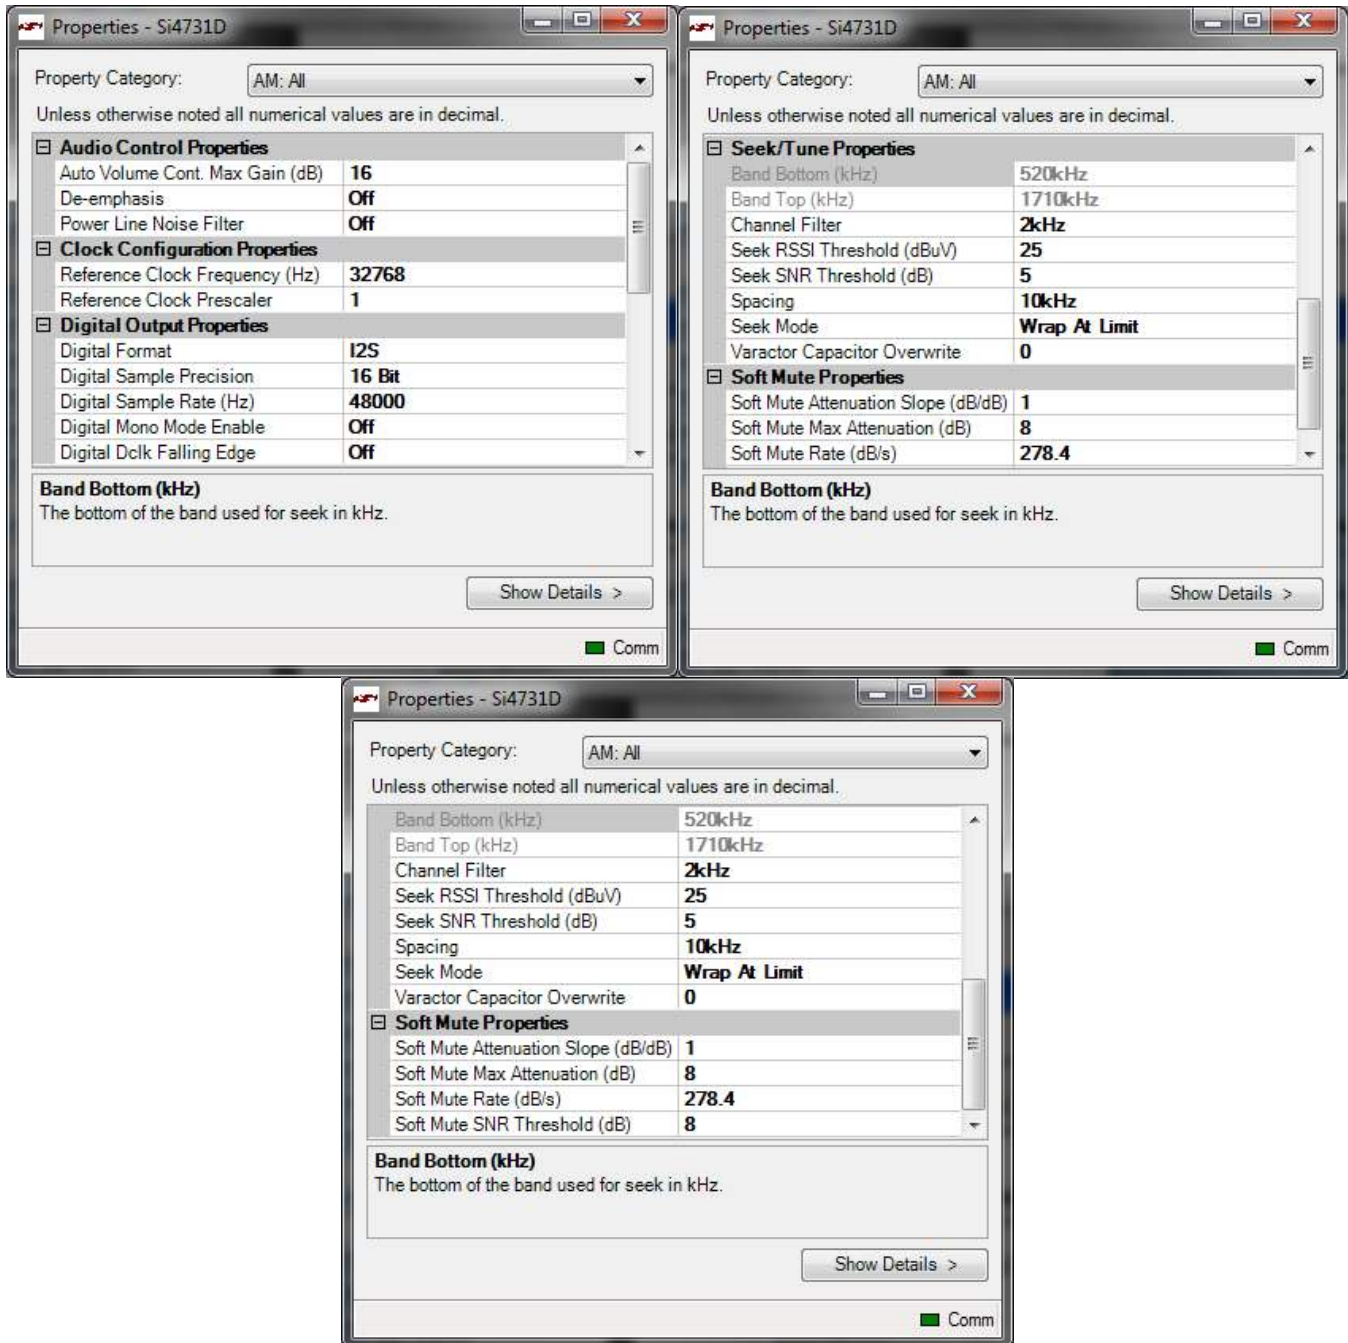 Properties - Si4731D
Property Category: AM: All
Unless otherwise noted all numerical values are in decimal.
Audio Control Properties
Auto Volume Cont. Max Gain (dB) 16
De-emphasis Off
Power Line Noise Filter Off
Clock Configuration Properties
Reference Clock Frequency (Hz) 32768
Reference Clock Prescaler 1
Digital Output Properties
Digital Format I2S
Digital Sample Precision 16 Bit
Digital Sample Rate (Hz) 48000
Digital Mono Mode Enable Off
Digital Dclk Falling Edge Off
Band Bottom (kHz)
The bottom of the band used for seek in kHz.
Show Details >
Comm
Properties - Si4731D
Property Category: AM: All
Unless otherwise noted all numerical values are in decimal.
Seek/Tune Properties
Band Bottom (kHz) 520kHz
Band Top (kHz) 1710kHz
Channel Filter 2kHz
Seek RSSI Threshold (dBuV) 25
Seek SNR Threshold (dB) 5
Spacing 10kHz
Seek Mode Wrap At Limit
Varactor Capacitor Overwrite 0
Soft Mute Properties
Soft Mute Attenuation Slope (dB/dB) 1
Soft Mute Max Attenuation (dB) 8
Soft Mute Rate (dB/s) 278.4
Band Bottom (kHz)
The bottom of the band used for seek in kHz.
Show Details >
Comm
Properties - Si4731D
Property Category: AM: All
Unless otherwise noted all numerical values are in decimal.
Band Bottom (kHz) 520kHz
Band Top (kHz) 1710kHz
Channel Filter 2kHz
Seek RSSI Threshold (dBuV) 25
Seek SNR Threshold (dB) 5
Spacing 10kHz
Seek Mode Wrap At Limit
Varactor Capacitor Overwrite 0
Soft Mute Properties
Soft Mute Attenuation Slope (dB/dB) 1
Soft Mute Max Attenuation (dB) 8
Soft Mute Rate (dB/s) 278.4
Soft Mute SNR Threshold (dB) 8
Band Bottom (kHz)
The bottom of the band used for seek in kHz.
Show Details >
Comm